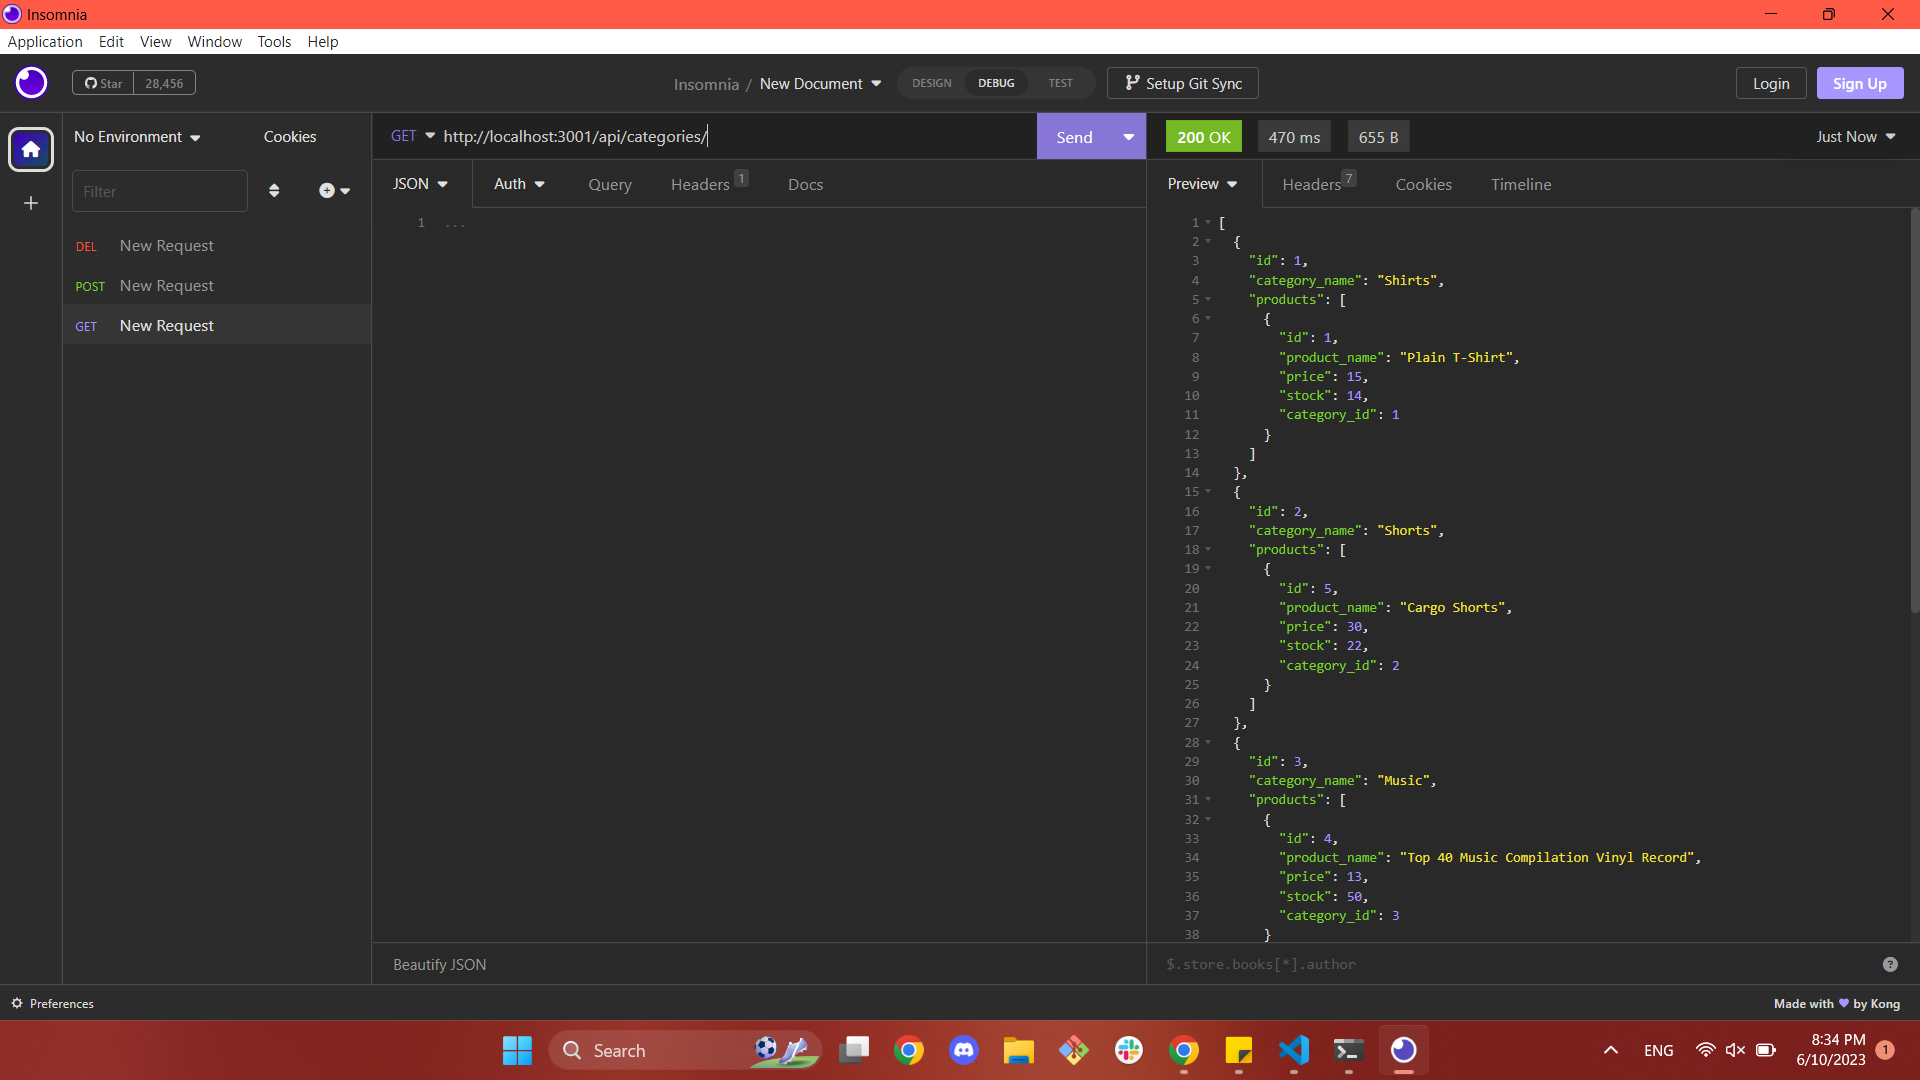 Insomnia
Application Edit View Window Tools Help
Star 28,456
Insomnia / New Document
DESIGN DEBUG TEST
Setup Git Sync
Login Sign Up
No Environment Cookies
Filter
DEL New Request
POST New Request
GET New Request
GET http://localhost:3001/api/categories/
Send
JSON Auth Query Headers 1 Docs
1 ...
Beautify JSON
200 OK 470 ms 655 B Just Now
Preview Headers 7 Cookies Timeline
1 [
2 {
3 "id": 1,
4 "category_name": "Shirts",
5 "products": [
6 {
7 "id": 1,
8 "product_name": "Plain T-Shirt",
9 "price": 15,
10 "stock": 14,
11 "category_id": 1
12 }
13 ]
14 },
15 {
16 "id": 2,
17 "category_name": "Shorts",
18 "products": [
19 {
20 "id": 5,
21 "product_name": "Cargo Shorts",
22 "price": 30,
23 "stock": 22,
24 "category_id": 2
25 }
26 ]
27 },
28 {
29 "id": 3,
30 "category_name": "Music",
31 "products": [
32 {
33 "id": 4,
34 "product_name": "Top 40 Music Compilation Vinyl Record",
35 "price": 13,
36 "stock": 50,
37 "category_id": 3
38 }
$.store.books[*].author
?
Preferences
Made with by Kong
Search
ENG
8:34 PM
6/10/2023
1